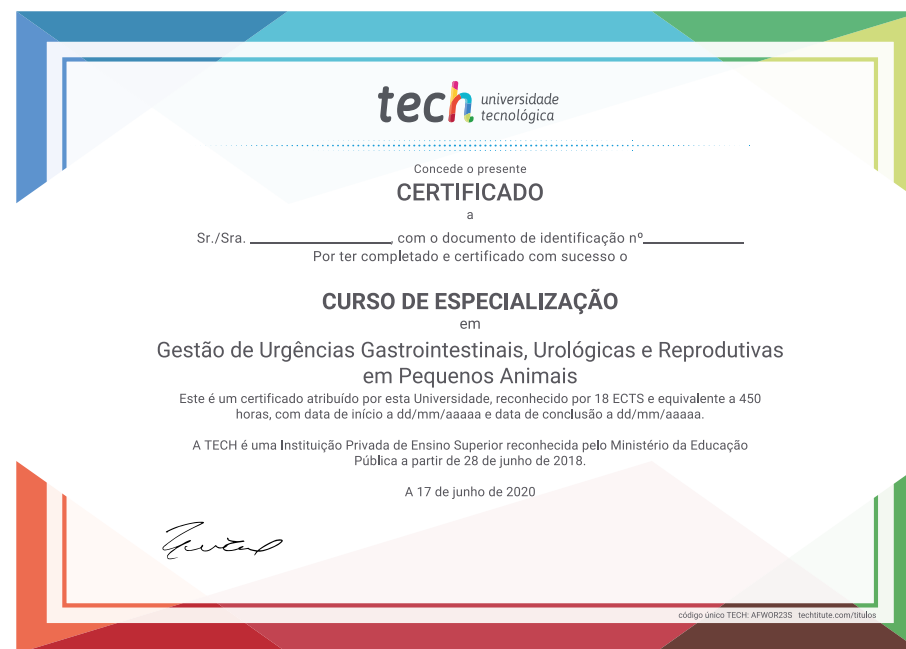 tech universidade
tecnológica
Concede o presente
CERTIFICADO
a
Sr./Sra. ____________________, com o documento de identificação nº______________
Por ter completado e certificado com sucesso o
CURSO DE ESPECIALIZAÇÃO
em
Gestão de Urgências Gastrointestinais, Urológicas e Reprodutivas
em Pequenos Animais
Este é um certificado atribuído por esta Universidade, reconhecido por 18 ECTS e equivalente a 450
horas, com data de início a dd/mm/aaaaa e data de conclusão a dd/mm/aaaaa.
A TECH é uma Instituição Privada de Ensino Superior reconhecida pelo Ministério da Educação
Pública a partir de 28 de junho de 2018.
A 17 de junho de 2020
código único TECH: AFWOR23S techtitute.com/titulos